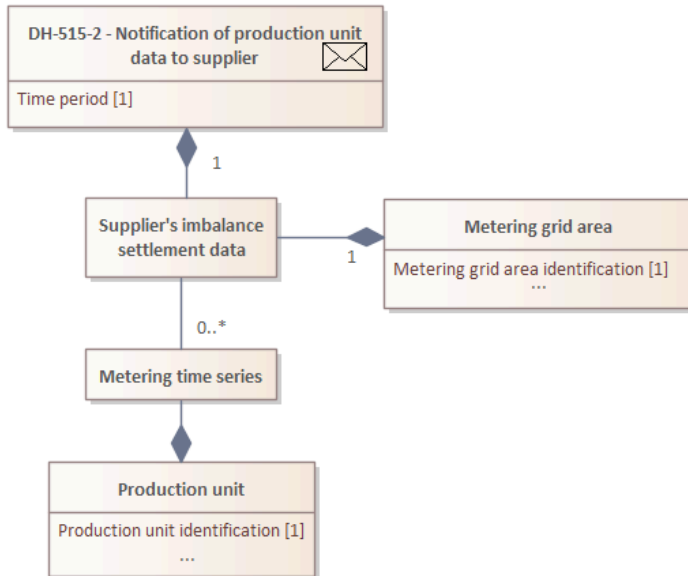 DH-515-2 - Notification of production unit
data to supplier
Time period [1]
1
Supplier's imbalance
settlement data
1
Metering grid area
Metering grid area identification [1]
...
0..*
Metering time series
Production unit
Production unit identification [1]
...